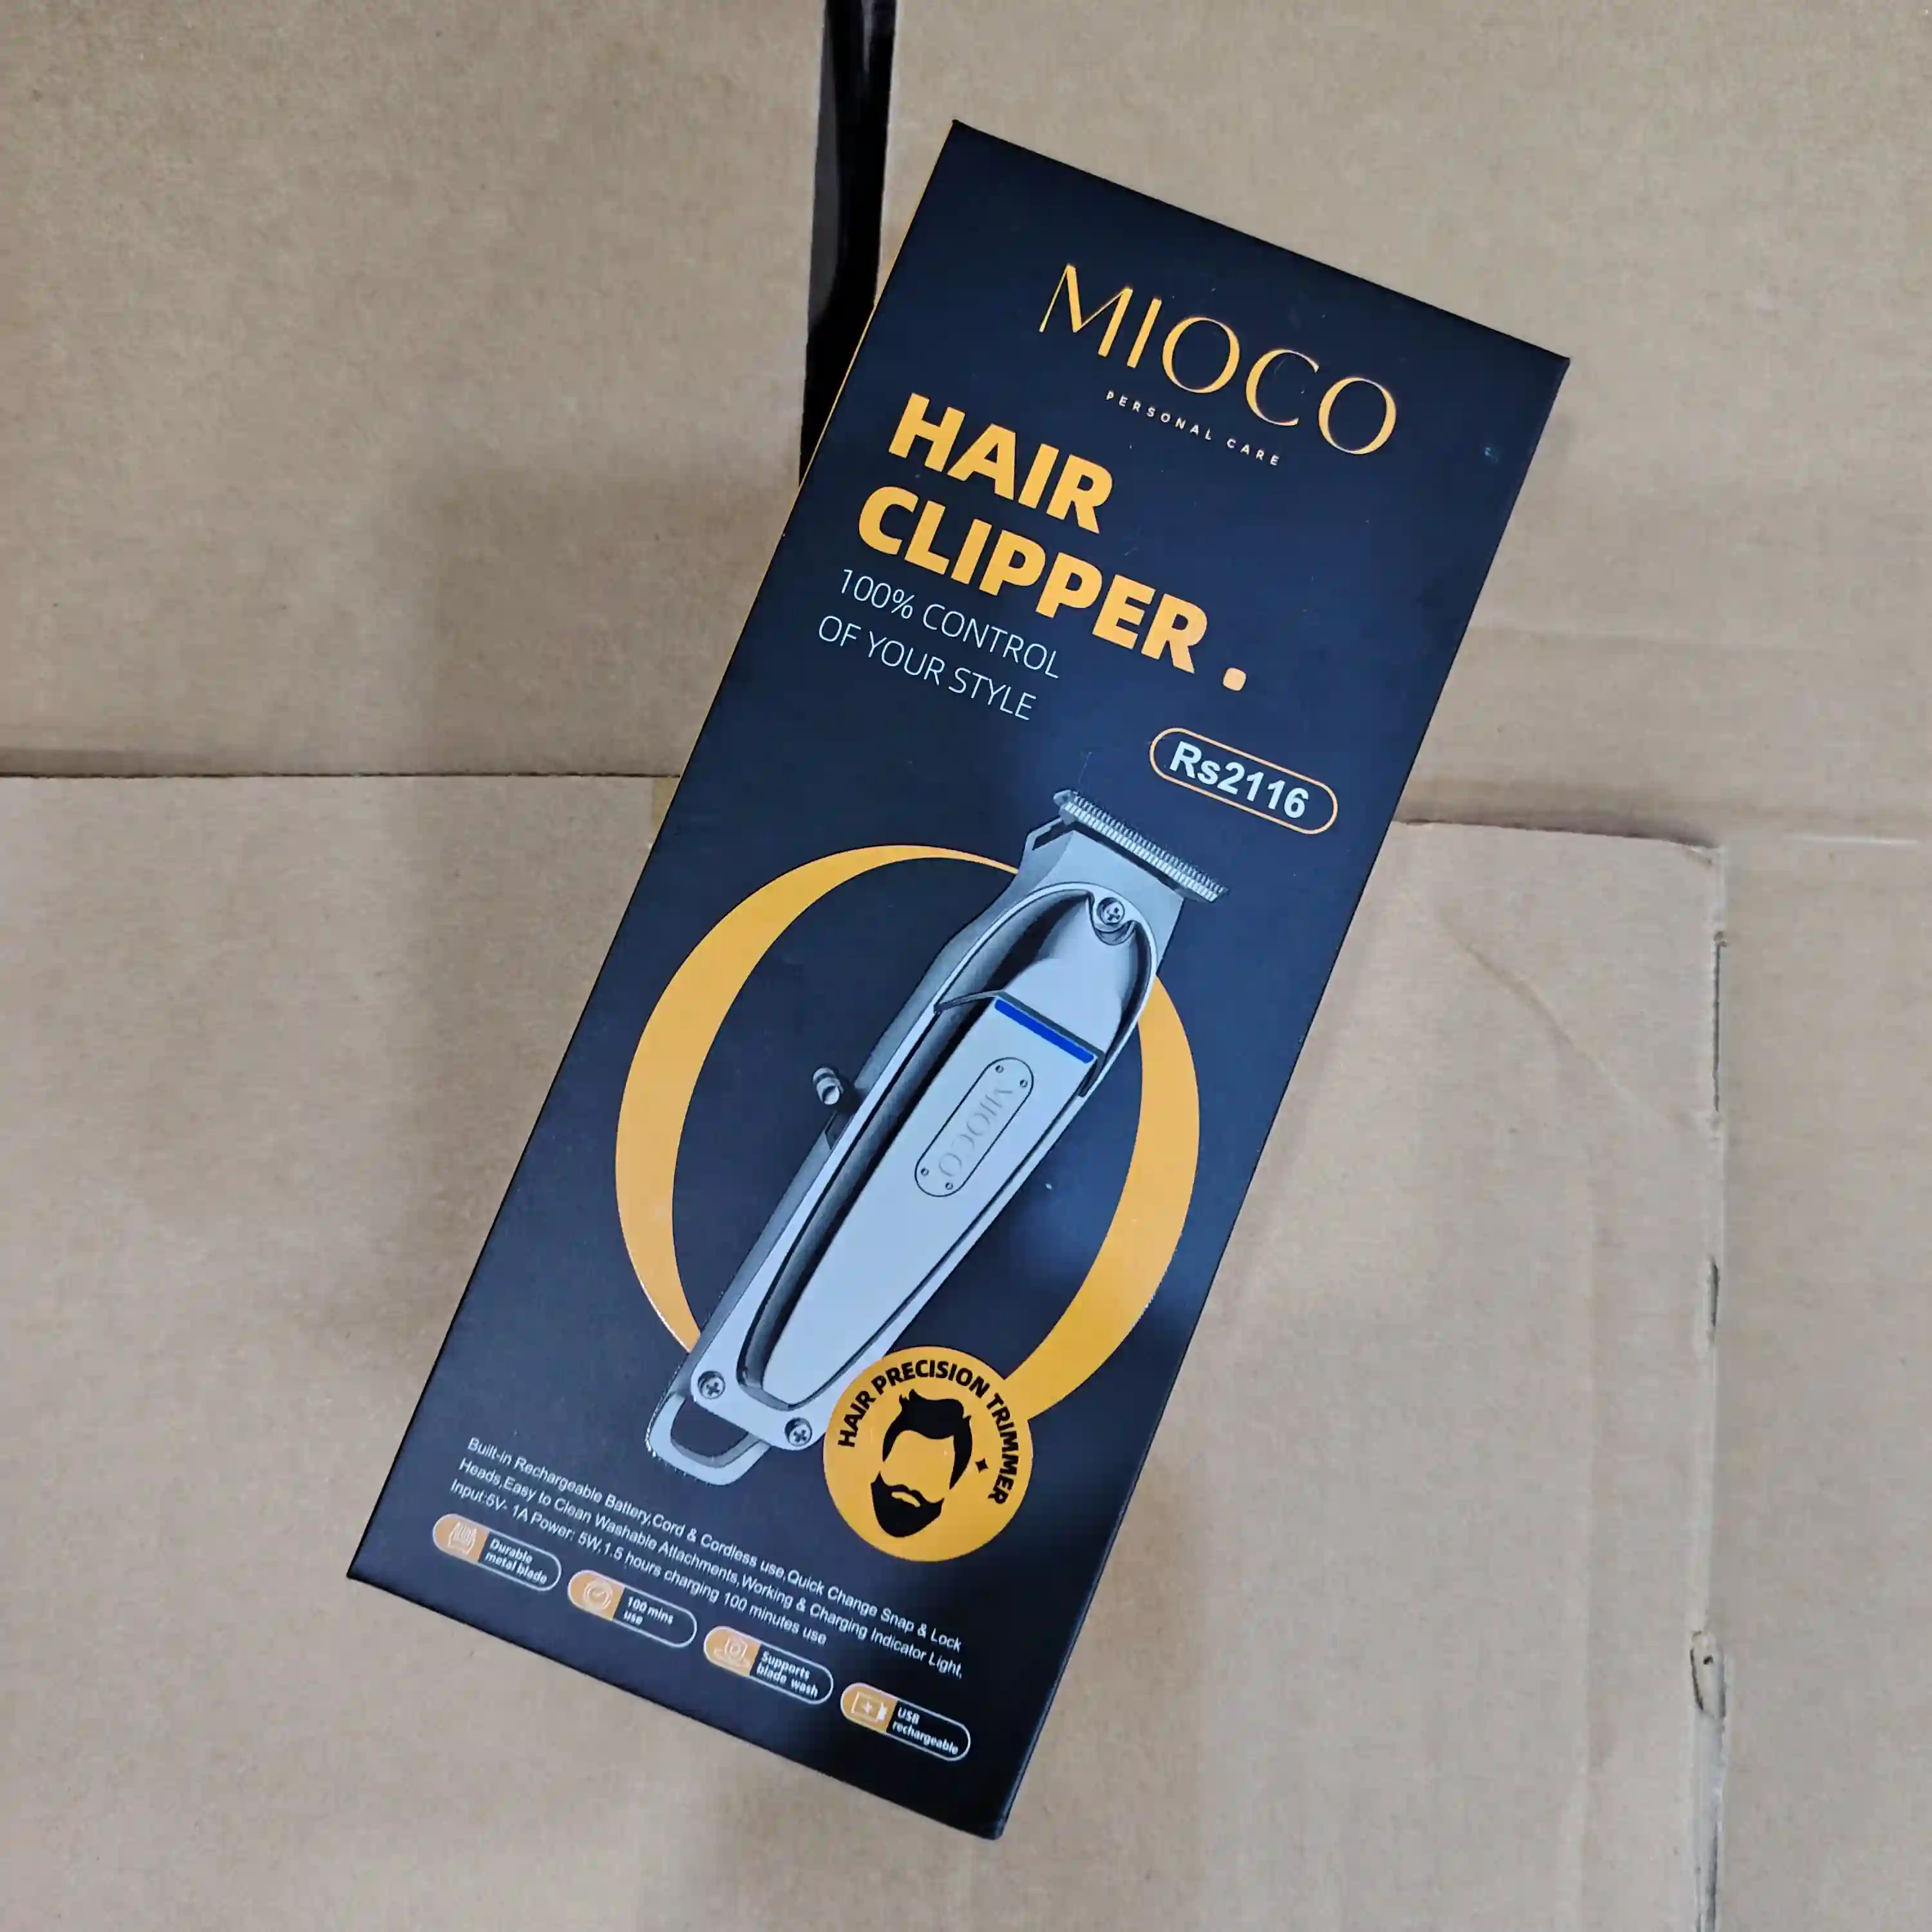 MIOCO
PERSONAL CARE
HAIR
CLIPPER.
100% CONTROL
OF YOUR STYLE
Rs2116
MIOCO
HAIR PRECISION TRIMMER
Built-in Rechargeable Battery,Cord & Cordless use,Quick Change Snap & Lock
Heads,Easy to Clean Washable Attachments,Working & Charging Indicator Light,
Input:5V- 1A Power: 5W,1.5 hours charging 100 minutes use
Durable
metal blade
100 mins
use
Supports
blade wash
USB
rechargeable